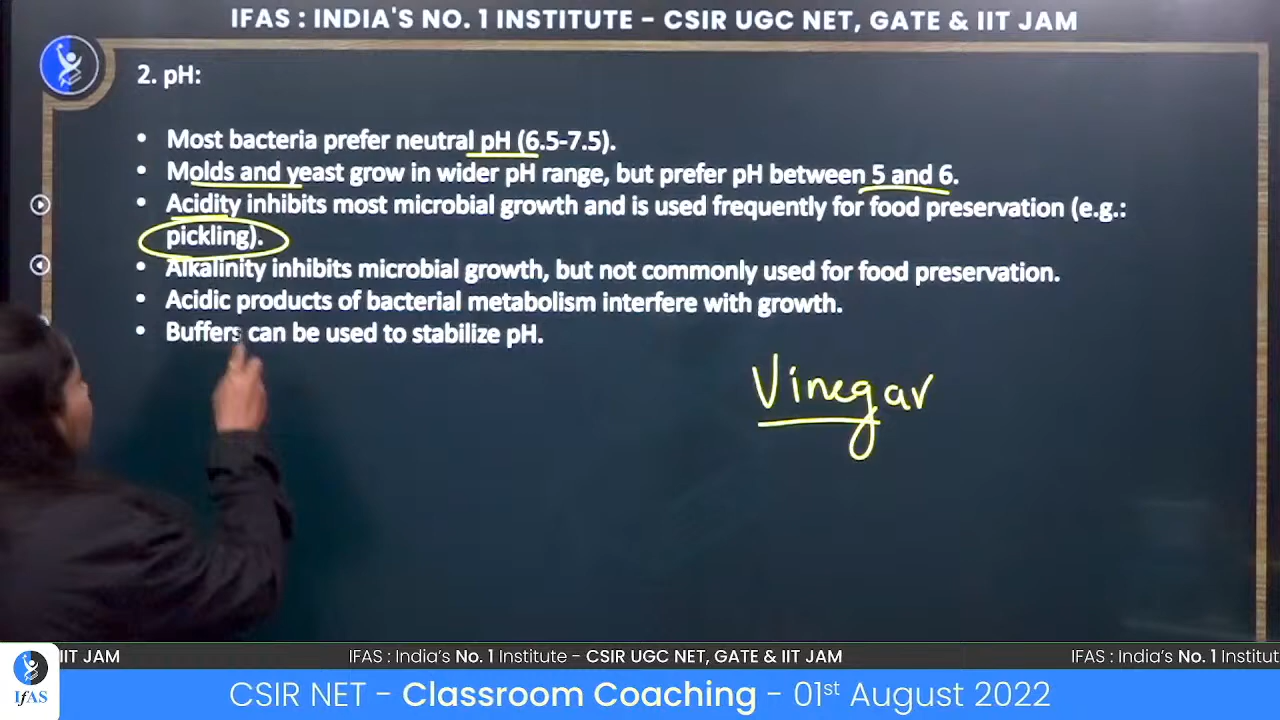 IFAS : INDIA'S NO. 1 INSTITUTE - CSIR UGC NET, GATE & IIT JAM
2. pH:
• Most bacteria prefer neutral pH (6.5-7.5).
• Molds and yeast grow in wider pH range, but prefer pH between 5 and 6.
• Acidity inhibits most microbial growth and is used frequently for food preservation (e.g.:
pickling).
• Alkalinity inhibits microbial growth, but not commonly used for food preservation.
• Acidic products of bacterial metabolism interfere with growth.
• Buffers can be used to stabilize pH.
Vinegar
IIT JAM IFAS : India's No. 1 Institute - CSIR UGC NET, GATE & IIT JAM IFAS : India's No. 1 Institut
IFAS CSIR NET - Classroom Coaching - 01st August 2022